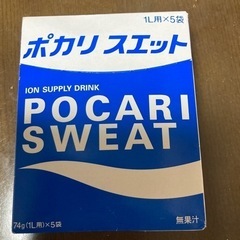 1L用×5袋
ポカリスエット
ION SUPPLY DRINK
POCARI
SWEAT
74g(1L用)×5袋
無果汁